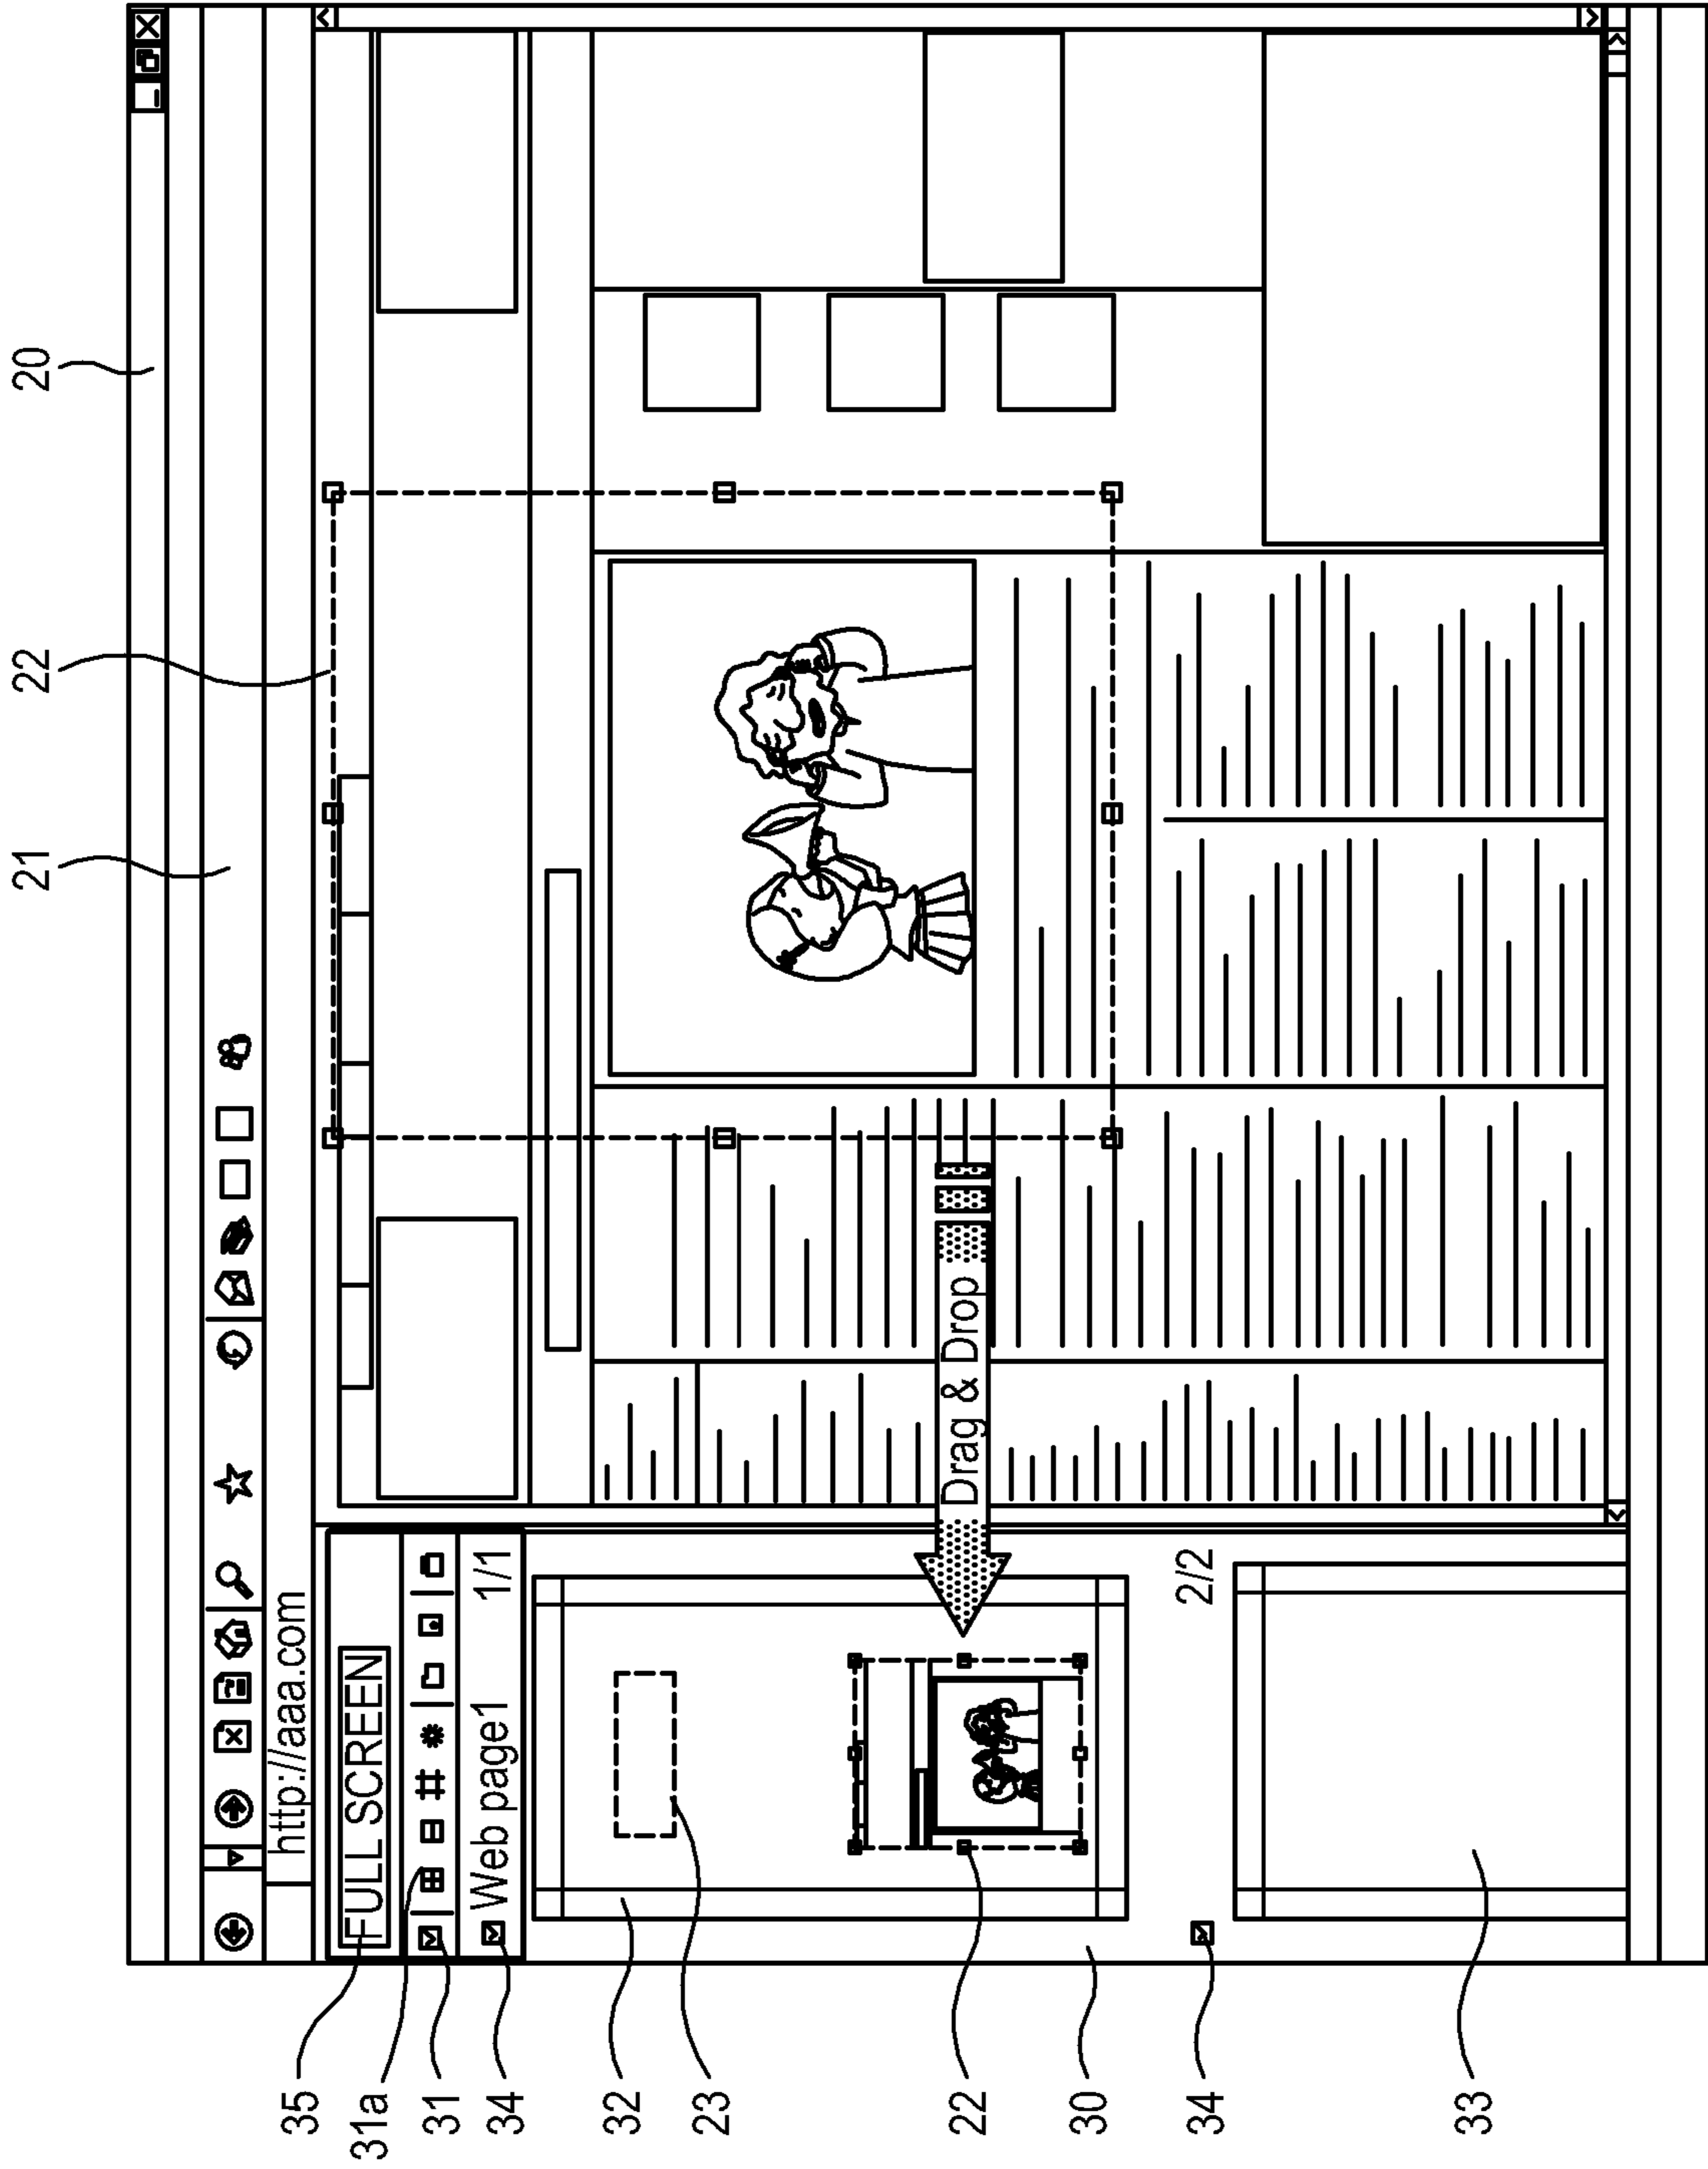 20
22
21
http://aaa.com
35
FULL SCREEN
31a
31
34
Web page1 1/1
32
23
Drag & Drop
22
30
34
2/2
33